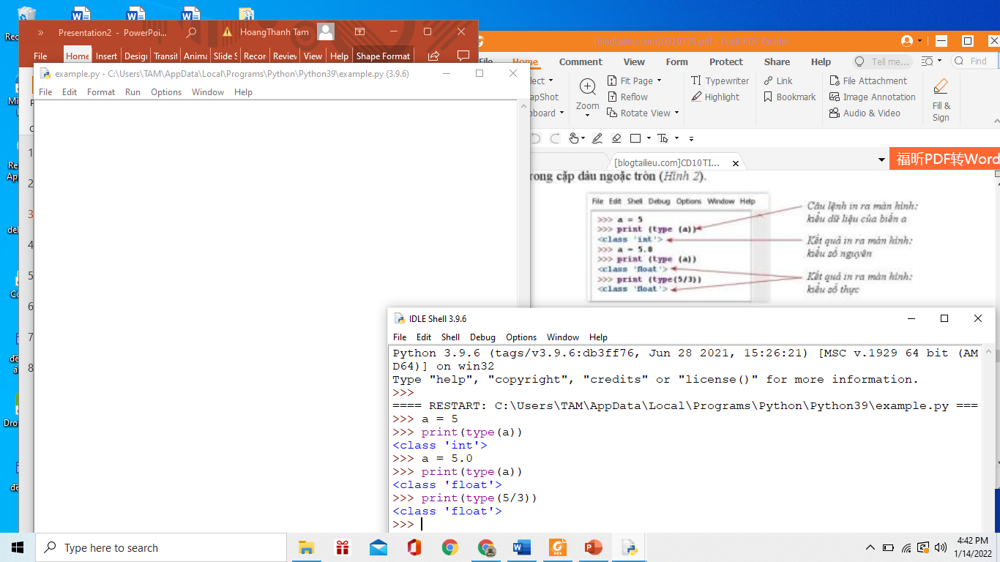 Presentation2 - PowerPoi...
HoangThanh Tam
File Home Insert Desig Transit Anima Slide S Recor Review View Help Shape Format
example.py - C:\Users\TAM\AppData\Local\Programs\Python\Python39\example.py (3.9.6)
File Edit Format Run Options Window Help
1
2
3
4
5
6
7
8
[blogtailieu.com]CD10TIN.pdf - Foxit PDF Reader
File Home Comment View Form Protect Share Help Tell me... Find
Zoom
Fit Page
Reflow
Rotate View
Typewriter
Highlight
Link
Bookmark
File Attachment
Image Annotation
Audio & Video
Fill &
Sign
[blogtailieu.com]CD10TI...
福昕PDF转Word
rong cặp dấu ngoặc tròn (Hình 2).
File Edit Shell Debug Options Window Help
>>> a = 5
>>> print (type (a))
<class 'int'>
>>> a = 5.0
>>> print (type (a))
<class 'float'>
>>> print (type(5/3))
<class 'float'>
Câu lệnh in ra màn hình:
kiểu dữ liệu của biến a
Kết quả in ra màn hình:
kiểu số nguyên
Kết quả in ra màn hình:
kiểu số thực
IDLE Shell 3.9.6
File Edit Shell Debug Options Window Help
Python 3.9.6 (tags/v3.9.6:db3ff76, Jun 28 2021, 15:26:21) [MSC v.1929 64 bit (AM
D64)] on win32
Type "help", "copyright", "credits" or "license()" for more information.
>>>
==== RESTART: C:\Users\TAM\AppData\Local\Programs\Python\Python39\example.py ===
>>> a = 5
>>> print(type(a))
<class 'int'>
>>> a = 5.0
>>> print(type(a))
<class 'float'>
>>> print(type(5/3))
<class 'float'>
>>>
Type here to search
4:42 PM
1/14/2022